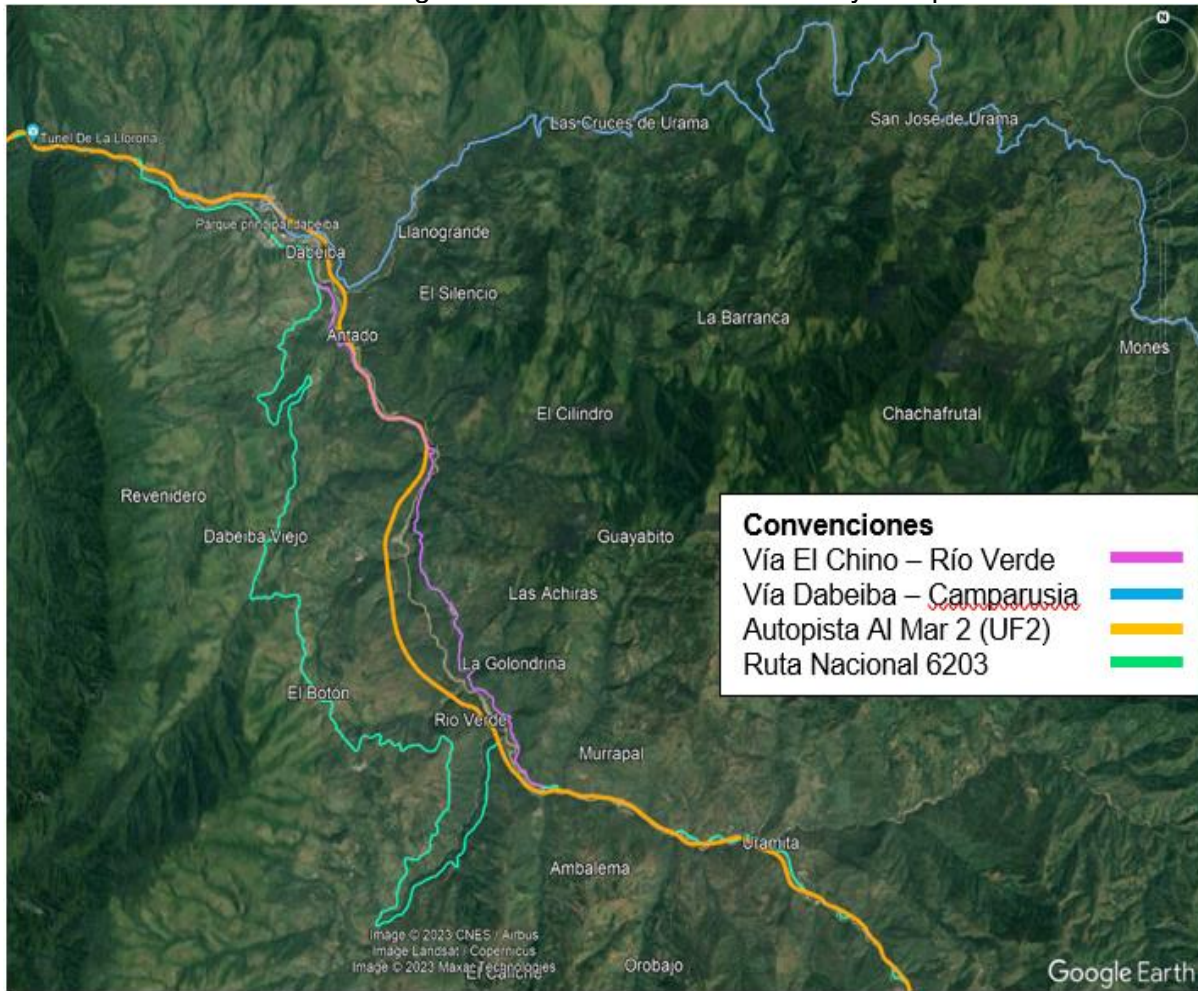 N
Las Cruces de Urama
San Jose de Urama
Tunel De La Llorona
Parque principal dabeiba
Llanogrande
Dabeiba
El Silencio
La Barranca
Antado
Mones
El Cilindro
Chachafrutal
Revenidero
Dabeiba Viejo
Guayabito
Convenciones
Vía El Chino – Río Verde
Vía Dabeiba – Camparusia
Autopista Al Mar 2 (UF2)
Ruta Nacional 6203
Las Achiras
La Golondrina
El Botón
Rio Verde
Murrapal
Uramita
Ambalema
Image © 2023 CNES / Airbus
Image Landsat / Copernicus
Image © 2023 Maxar Technologies
Orobajo
El Caliche
Google Earth